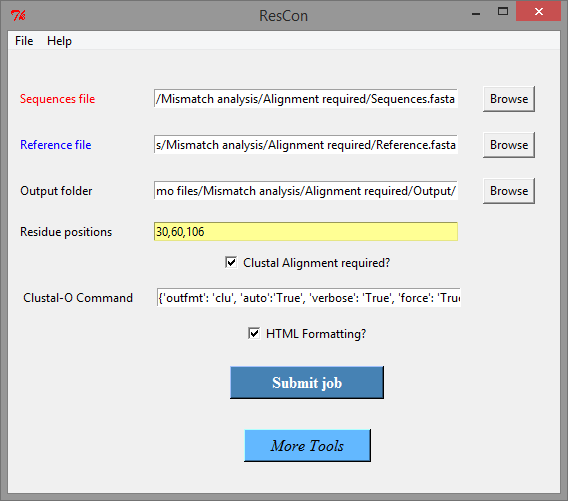 ResCon
File Help
Sequences file /Mismatch analysis/Alignment required/Sequences.fasta Browse
Reference file s/Mismatch analysis/Alignment required/Reference.fasta Browse
Output folder mo files/Mismatch analysis/Alignment required/Output/ Browse
Residue positions 30,60,106
Clustal Alignment required?
Clustal-O Command {'outfmt': 'clu', 'auto':'True', 'verbose': 'True', 'force': 'True
HTML Formatting?
Submit job
More Tools